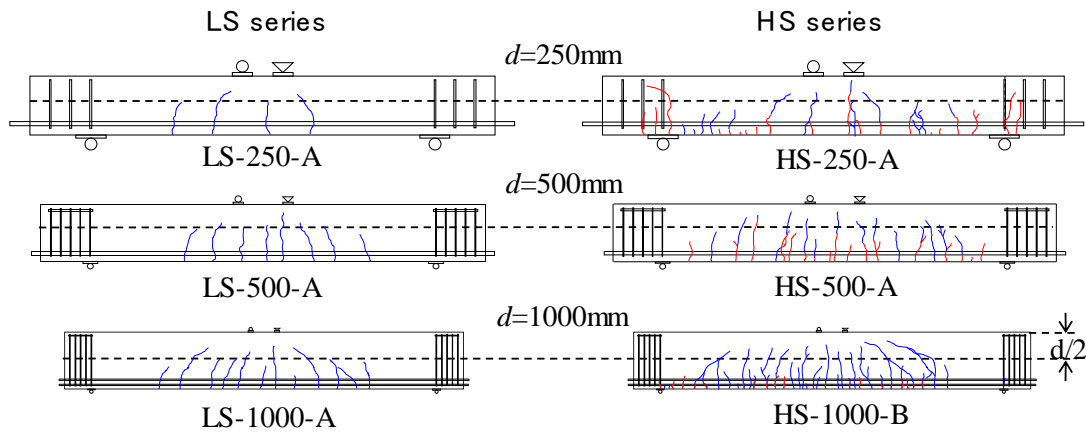 LS series
HS series
d=250mm
LS-250-A
HS-250-A
d=500mm
LS-500-A
HS-500-A
d=1000mm
d/2
LS-1000-A
HS-1000-B